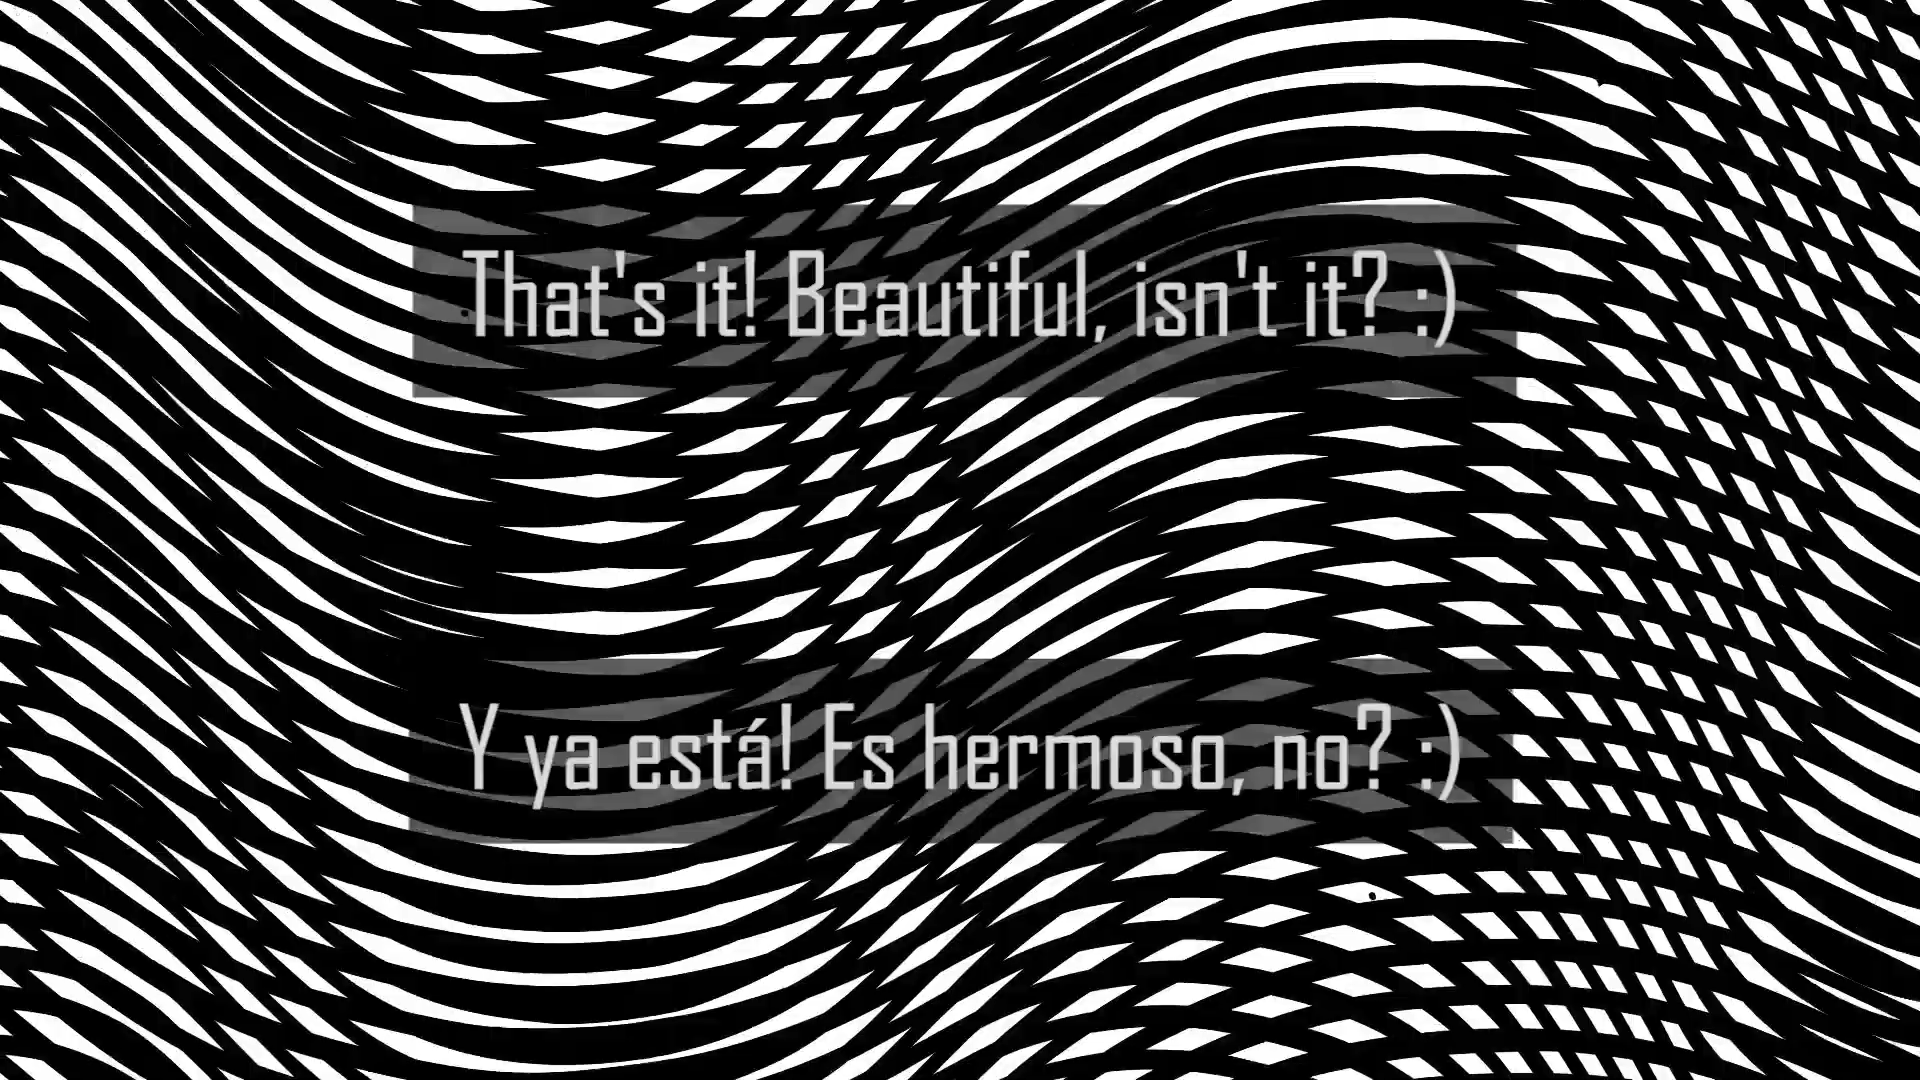 That's it! Beautiful, isn't it? :)
Y ya está! Es hermoso, no? :)